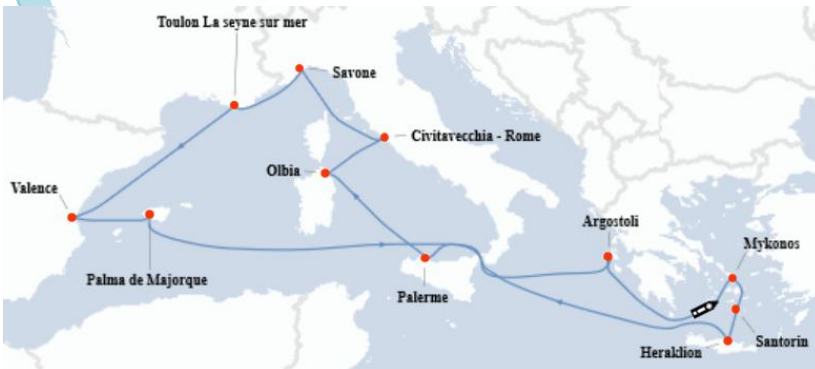 Toulon La seyne sur mer
Savone
Civitavecchia - Rome
Olbia
Valence
Argostoli
Mykonos
Palma de Majorque
Palerme
Santorin
Heraklion